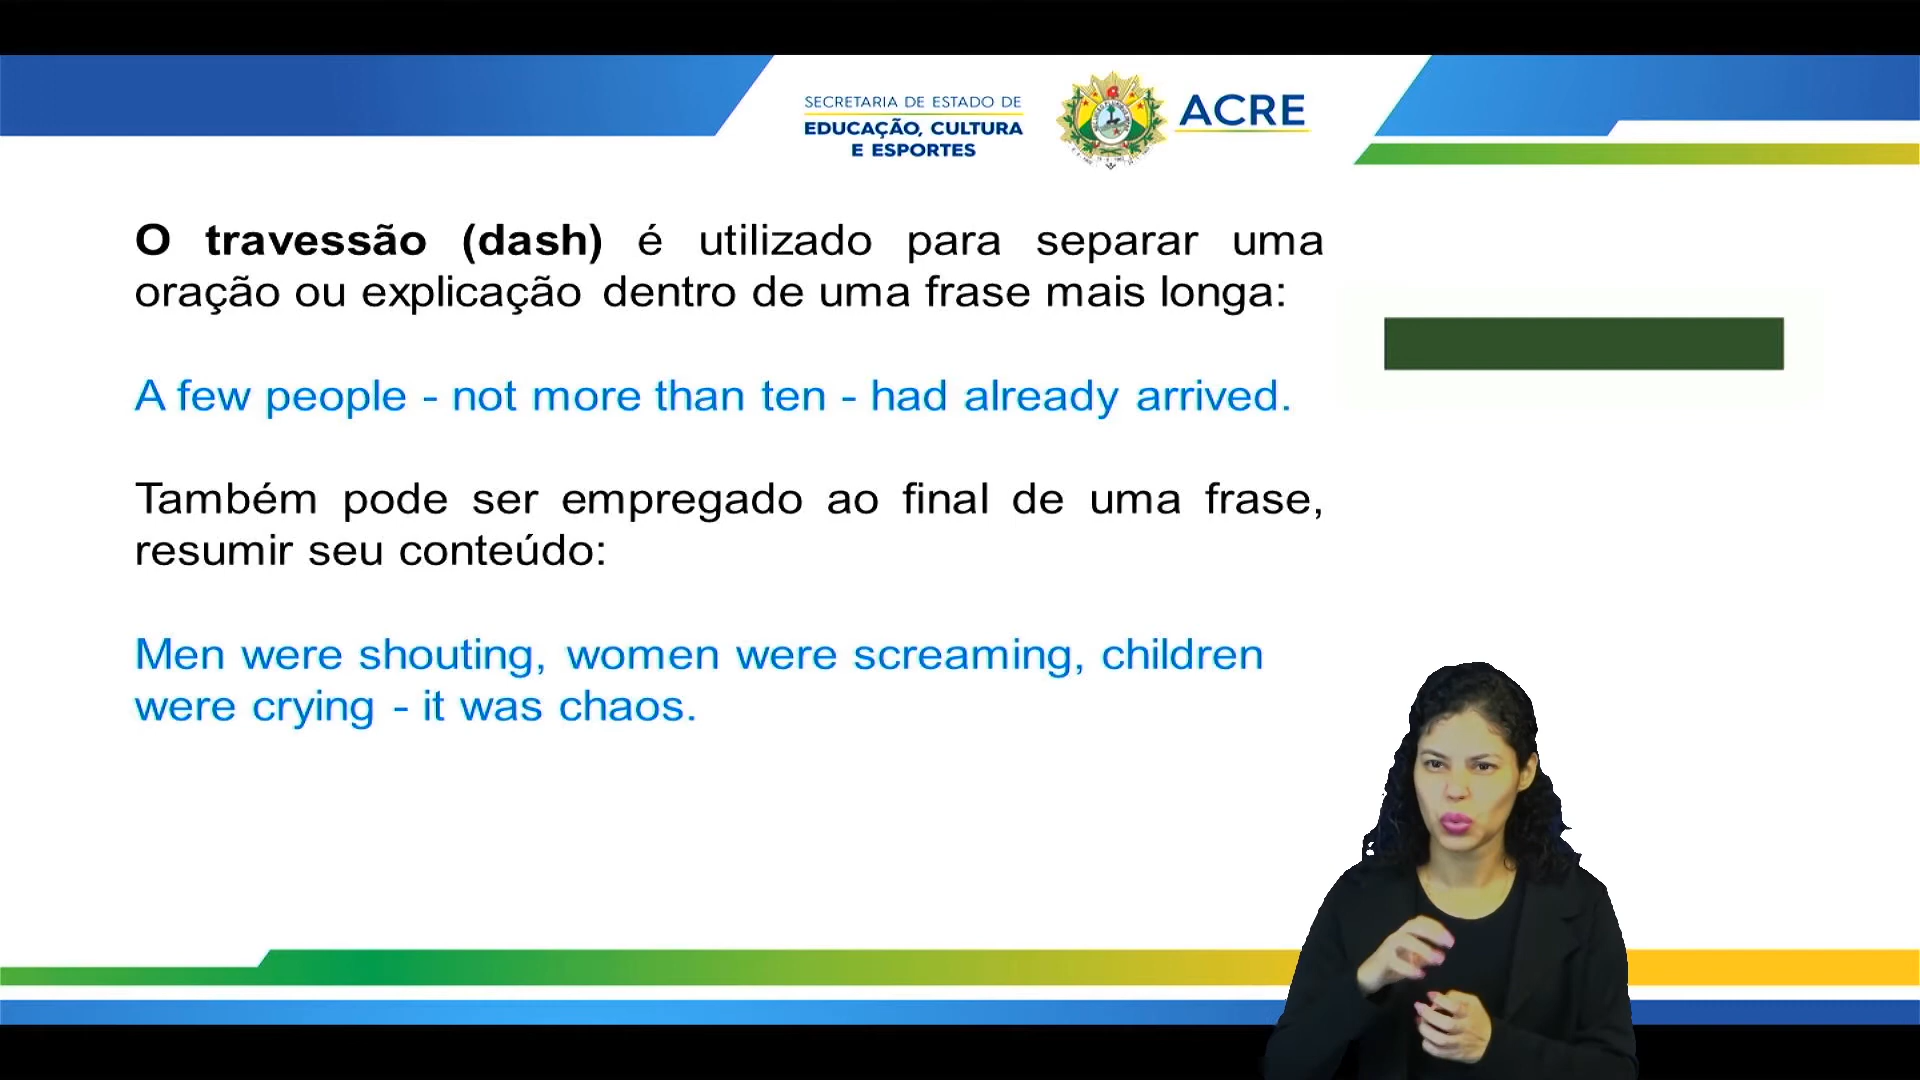 SECRETARIA DE ESTADO DE
EDUCAÇÃO, CULTURA
E ESPORTES
ACRE
O travessão (dash) é utilizado para separar uma
oração ou explicação dentro de uma frase mais longa:
A few people - not more than ten - had already arrived.
Também pode ser empregado ao final de uma frase,
resumir seu conteúdo:
Men were shouting, women were screaming, children
were crying - it was chaos.